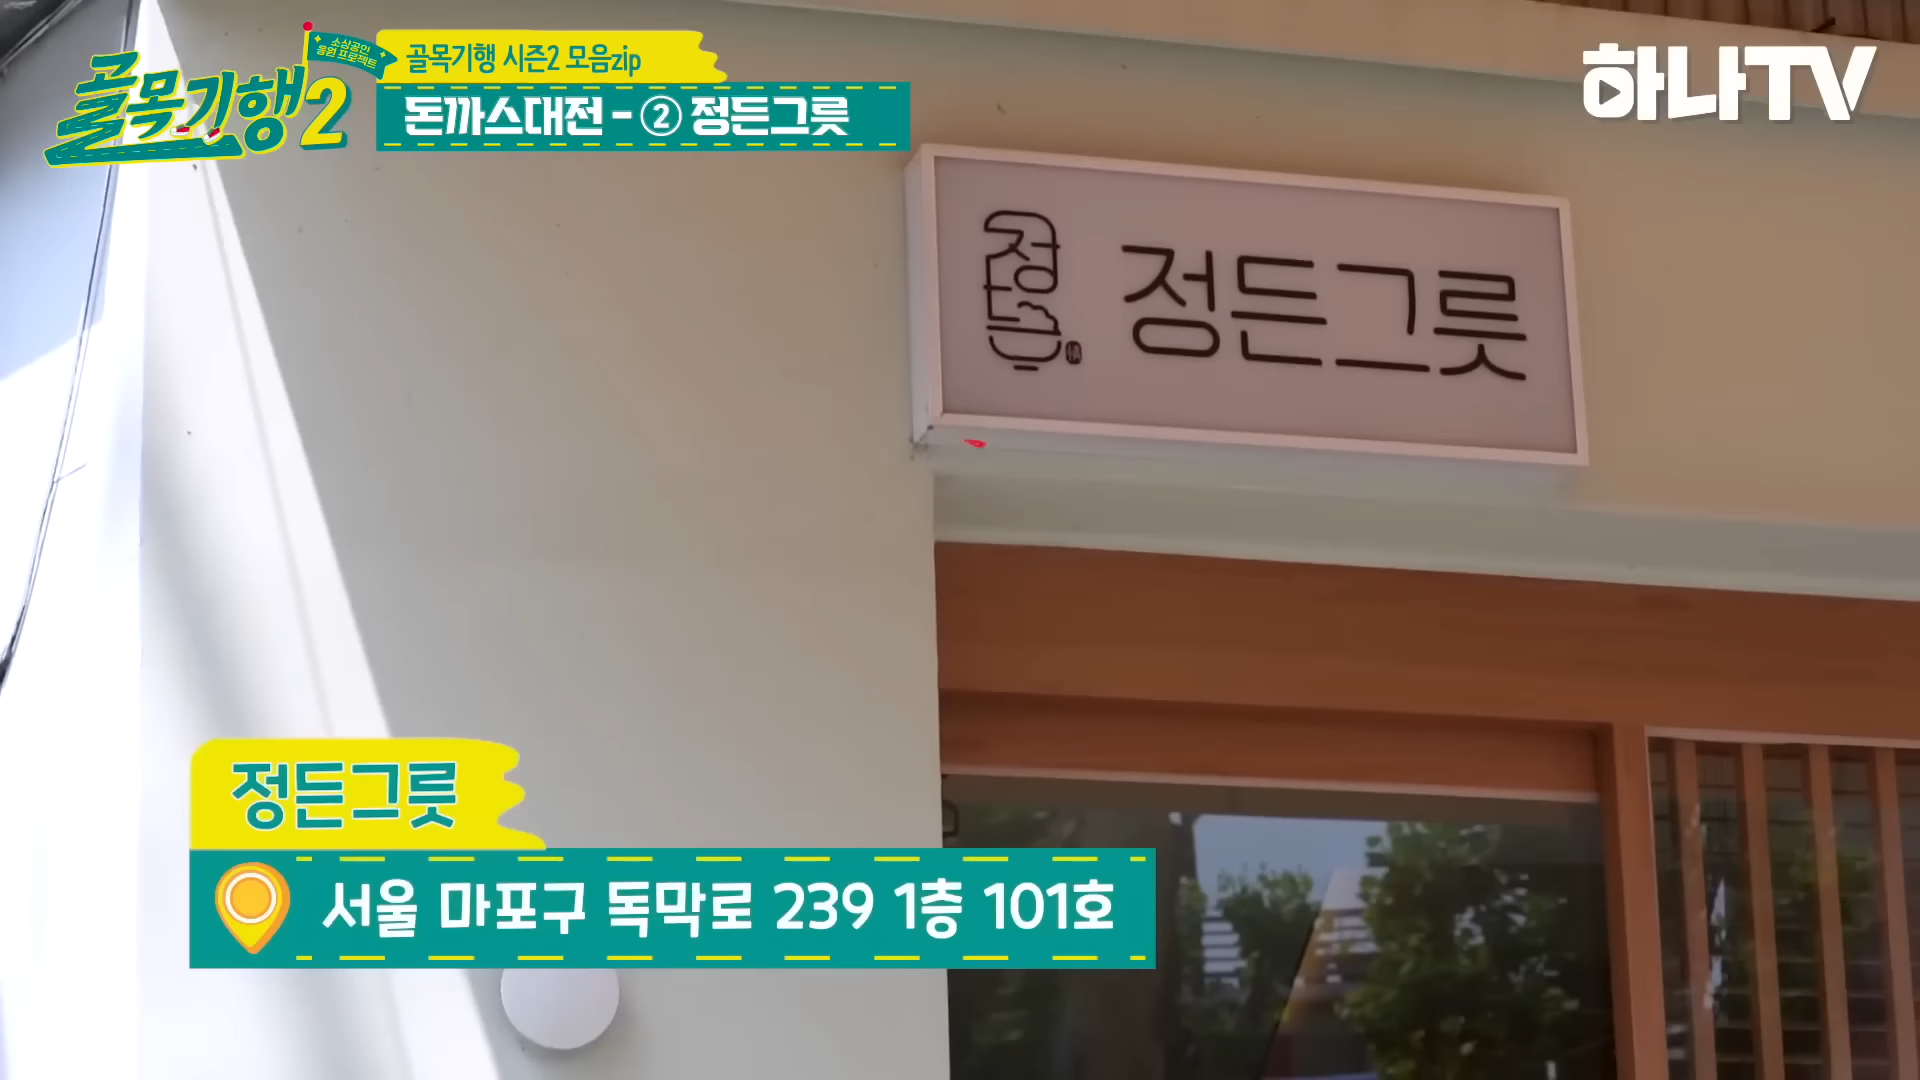 골목기행2
소상공인
응원 프로젝트
골목기행 시즌2 모음zip
돈까스대전 - ② 정든그릇
하나TV
정든
정든그릇
정든그릇
서울 마포구 독막로 239 1층 101호